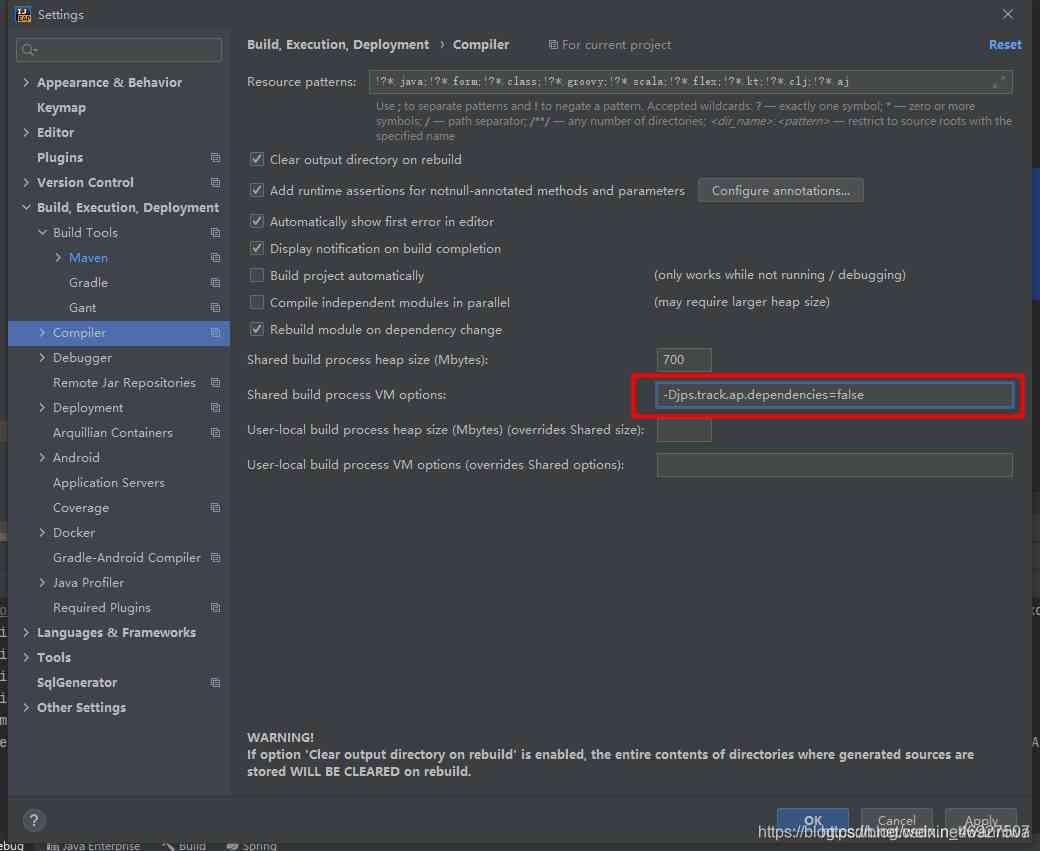 Settings
Build, Execution, Deployment › Compiler
For current project
Reset
Appearance & Behavior
Keymap
Editor
Plugins
Version Control
Build, Execution, Deployment
Build Tools
Maven
Gradle
Gant
Compiler
Debugger
Remote Jar Repositories
Deployment
Arquillian Containers
Android
Application Servers
Coverage
Docker
Gradle-Android Compiler
Java Profiler
Required Plugins
Languages & Frameworks
Tools
SqlGenerator
Other Settings
Resource patterns: !?*.java;!?*.form;!?*.class;!?*.groovy;!?*.scala;!?*.flex;!?*.kt;!?*.clj;!?*.aj
Use ; to separate patterns and ! to negate a pattern. Accepted wildcards: ? — exactly one symbol; * — zero or more
symbols; / — path separator; /**/ — any number of directories; <dir_name>:<pattern> — restrict to source roots with the
specified name
Clear output directory on rebuild
Add runtime assertions for notnull-annotated methods and parameters Configure annotations...
Automatically show first error in editor
Display notification on build completion
Build project automatically (only works while not running / debugging)
Compile independent modules in parallel (may require larger heap size)
Rebuild module on dependency change
Shared build process heap size (Mbytes): 700
Shared build process VM options: -Djps.track.ap.dependencies=false
User-local build process heap size (Mbytes) (overrides Shared size):
User-local build process VM options (overrides Shared options):
WARNING!
If option 'Clear output directory on rebuild' is enabled, the entire contents of directories where generated sources are
stored WILL BE CLEARED on rebuild.
?
OK Cancel Apply
Java Enterprise Build Spring